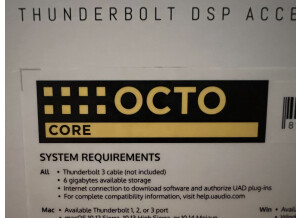 THUNDERBOLT DSP ACCE
OCTO
CORE
SYSTEM REQUIREMENTS
All • Thunderbolt 3 cable (not included)
• 6 gigabytes available storage
• Internet connection to download software and authorize UAD plug-ins
• For complete compatibility information, visit help.uaudio.com
Mac • Available Thunderbolt 1, 2, or 3 port
Win • Avail
8